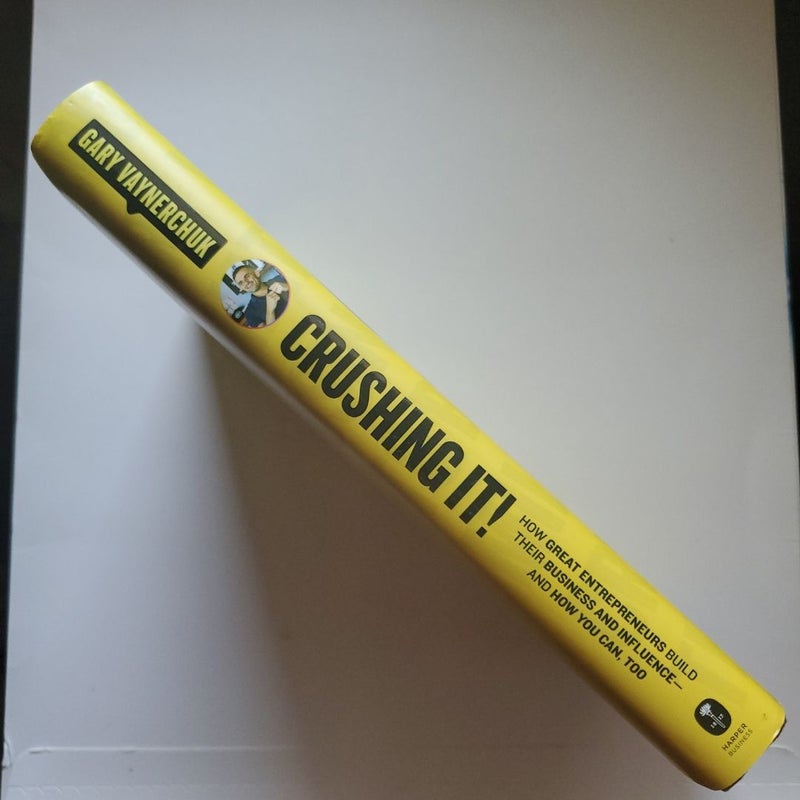 GARY VAYNERCHUK
CRUSHING IT!
HOW GREAT ENTREPRENEURS BUILD
THEIR BUSINESS AND INFLUENCE—
AND HOW YOU CAN, TOO
HARPER
BUSINESS